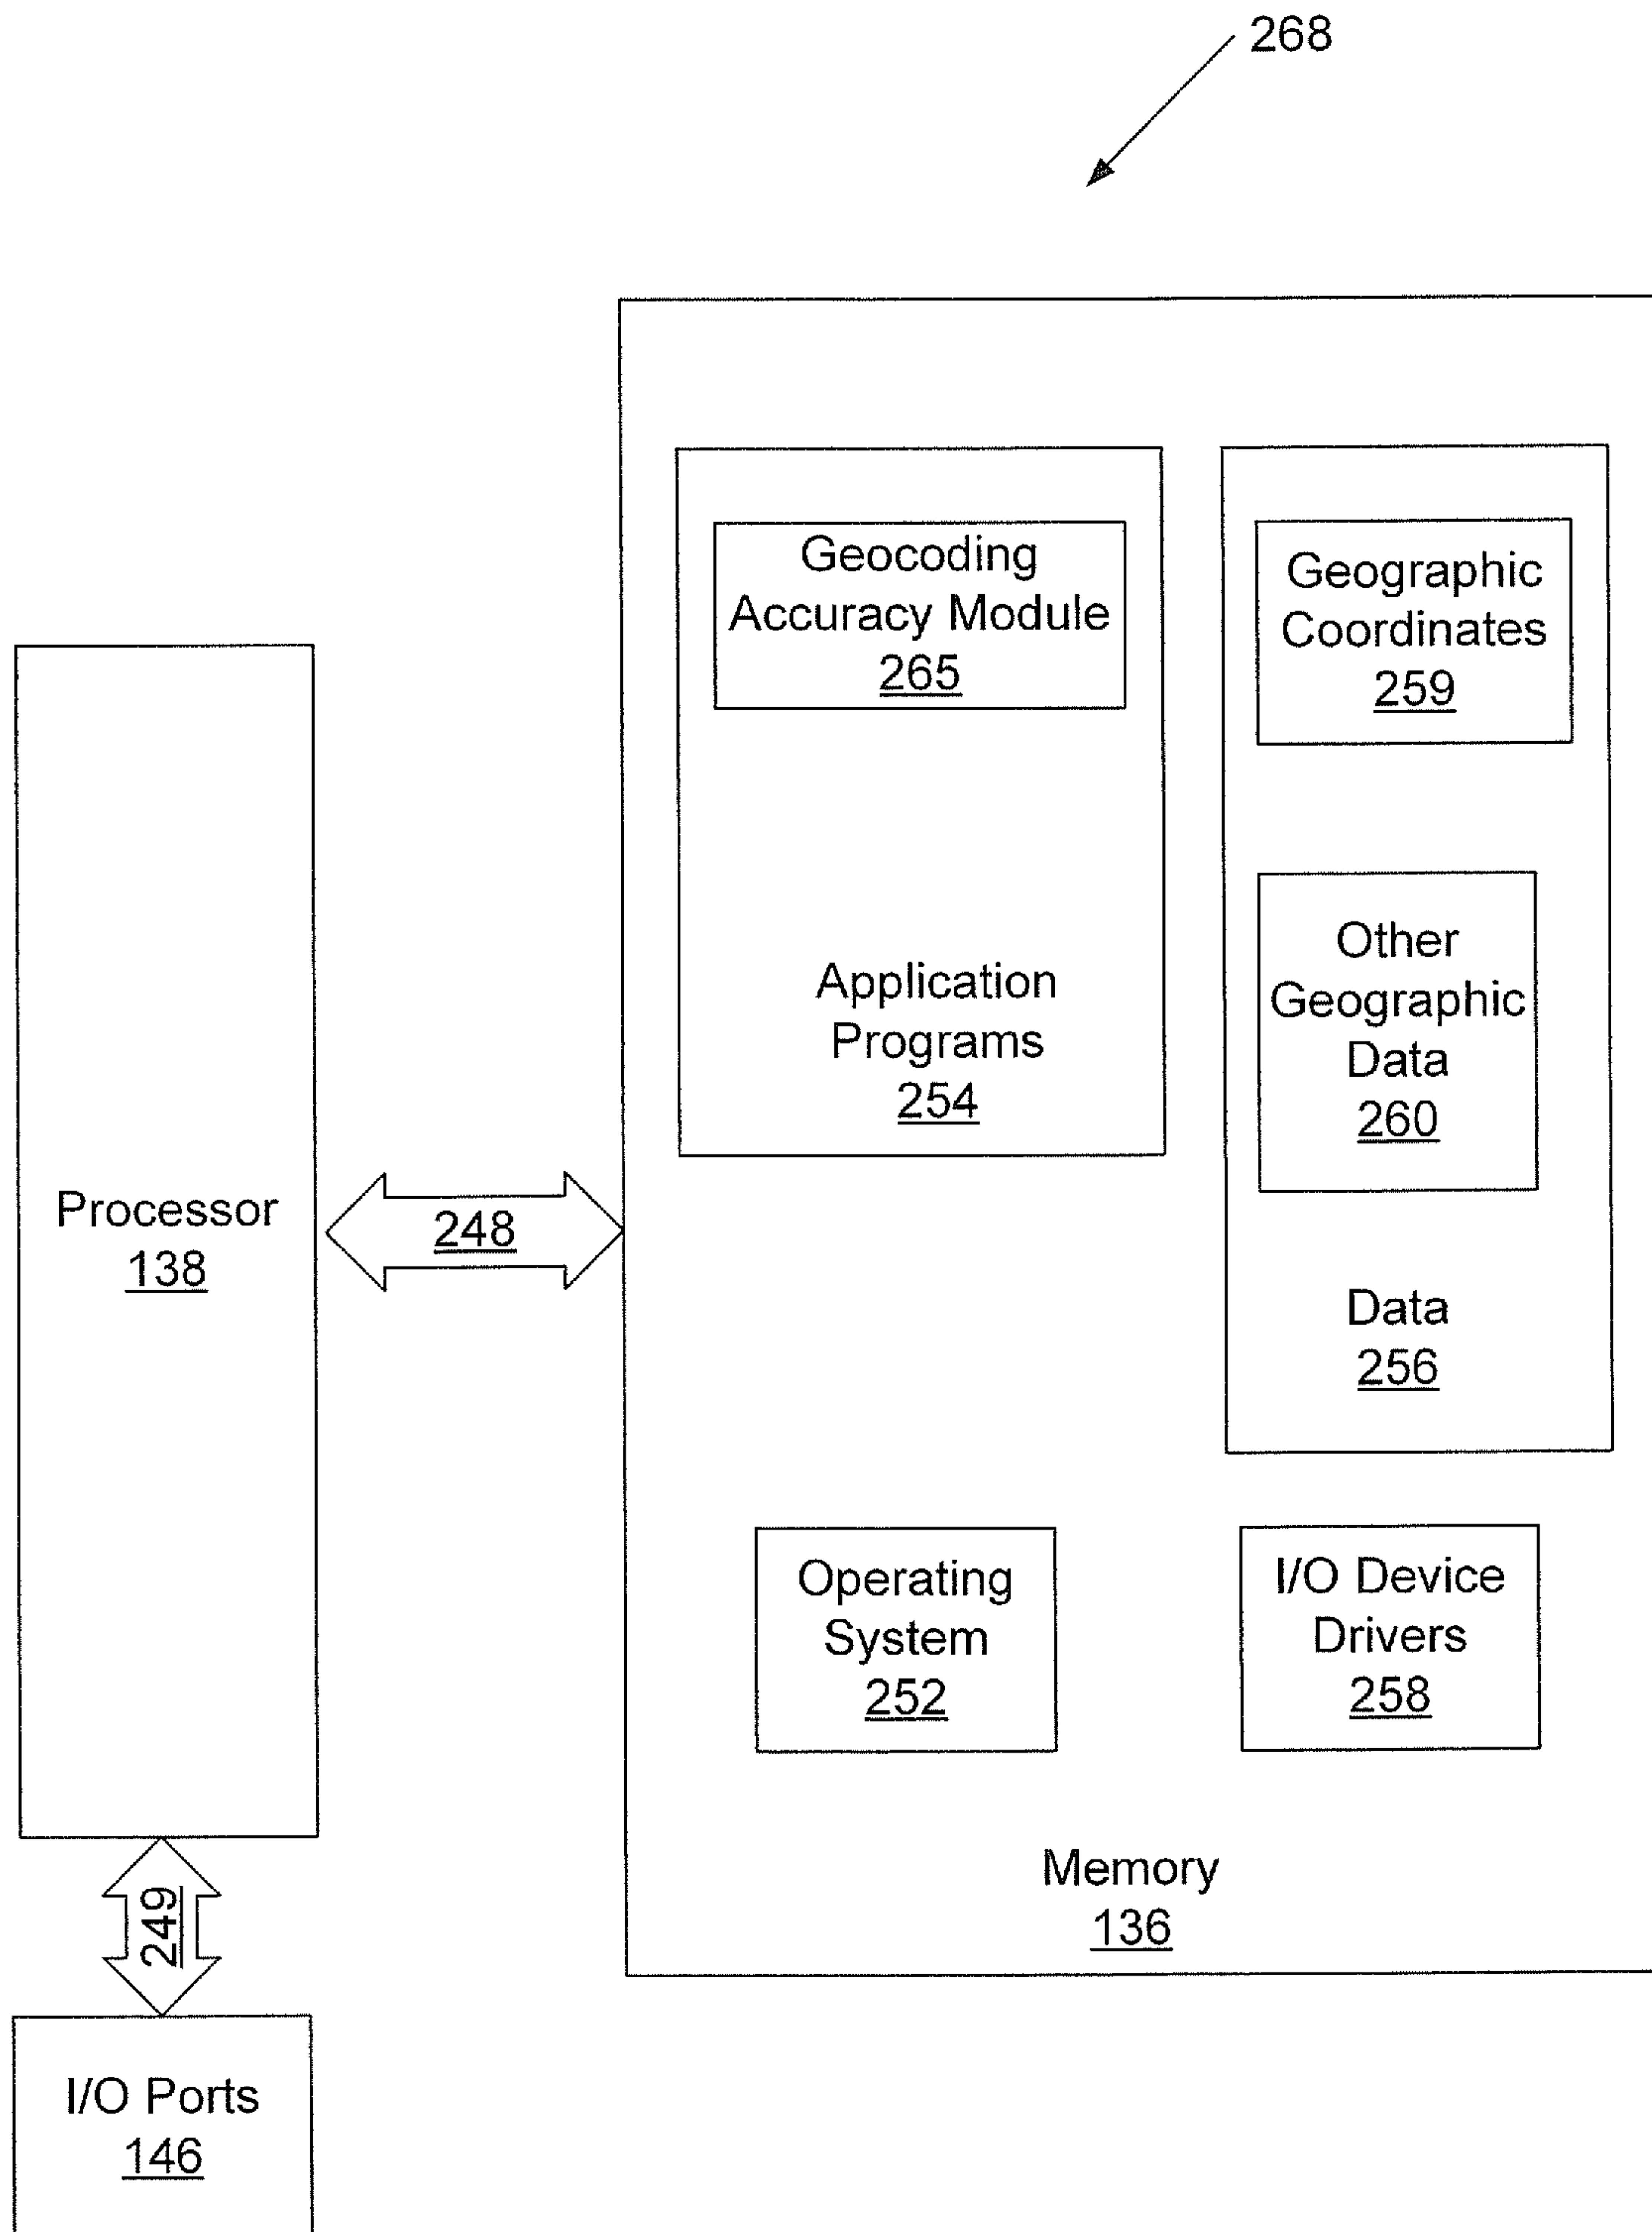 268
Geocoding
Accuracy Module
265
Geographic
Coordinates
259
Other
Geographic
Data
260
Application
Programs
254
Processor
138
248
Data
256
Operating
System
252
I/O Device
Drivers
258
Memory
136
249
I/O Ports
146